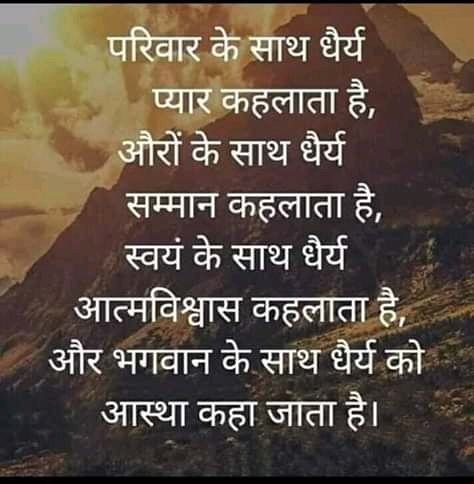 परिवार के साथ धैर्य
प्यार कहलाता है,
औरों के साथ धैर्य
सम्मान कहलाता है,
स्वयं के साथ धैर्य
आत्मविश्वास कहलाता है,
और भगवान के साथ धैर्य को
आस्था कहा जाता है।